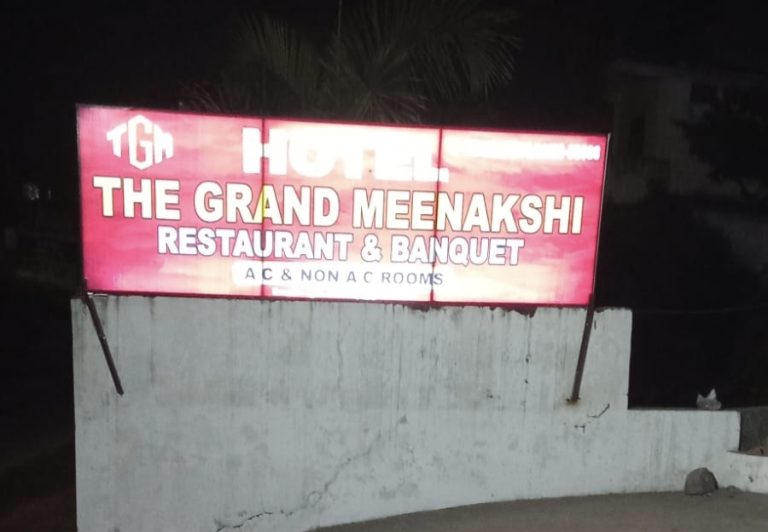 TGM
HOTEL
THE GRAND MEENAKSHI
RESTAURANT & BANQUET
A C & NON A C ROOMS